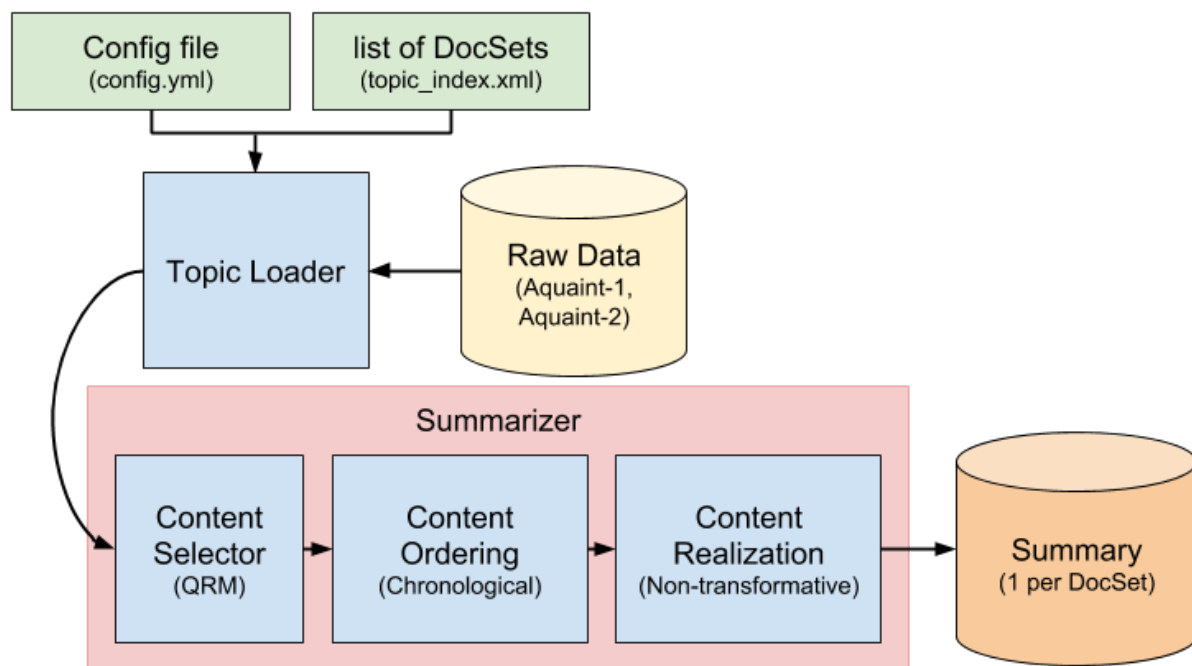 Config file
(config.yml)
list of DocSets
(topic_index.xml)
Topic Loader
Raw Data
(Aquaint-1,
Aquaint-2)
Summarizer
Content
Selector
(QRM)
Content
Ordering
(Chronological)
Content
Realization
(Non-transformative)
Summary
(1 per DocSet)